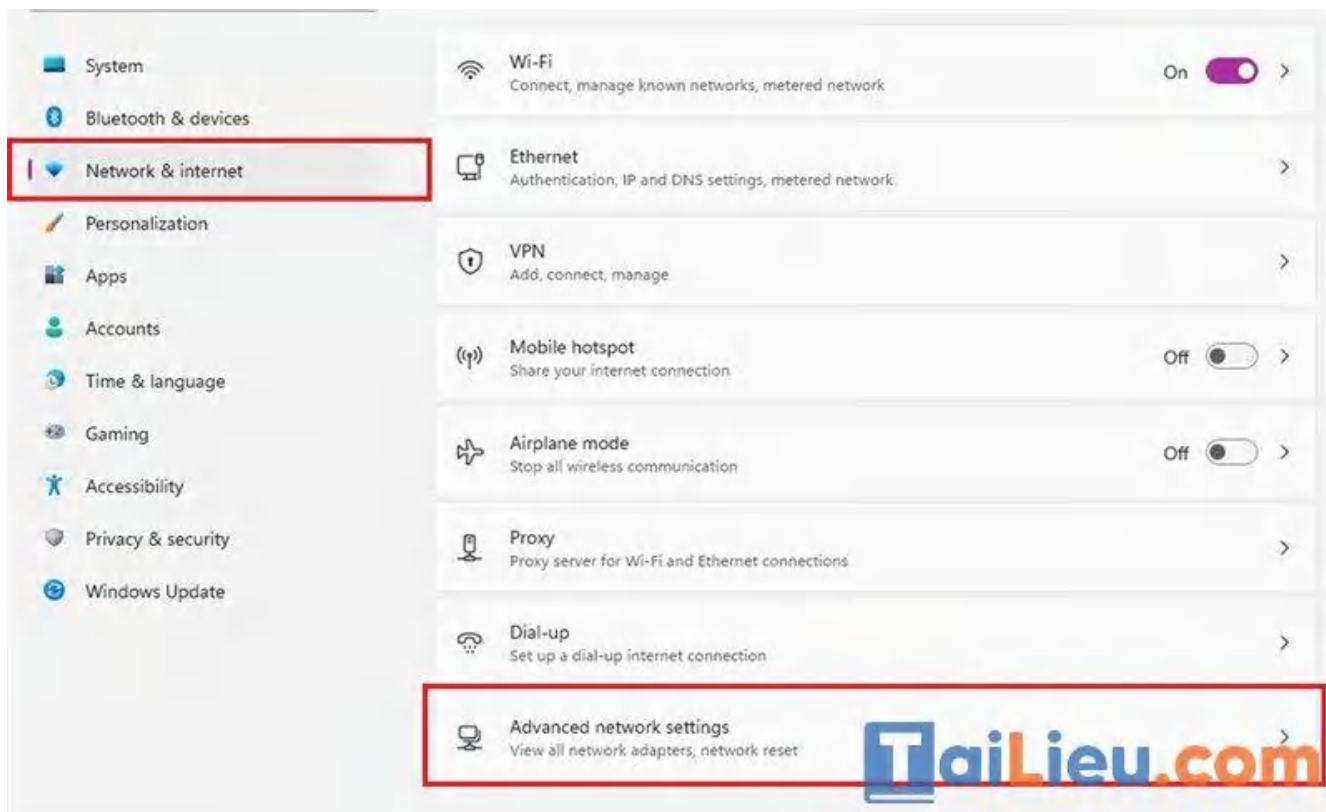 System
Bluetooth & devices
Network & internet
Personalization
Apps
Accounts
Time & language
Gaming
Accessibility
Privacy & security
Windows Update
Wi-Fi
Connect, manage known networks, metered network
On
Ethernet
Authentication, IP and DNS settings, metered network
VPN
Add, connect, manage
Mobile hotspot
Share your internet connection
Off
Airplane mode
Stop all wireless communication
Off
Proxy
Proxy server for Wi-Fi and Ethernet connections
Dial-up
Set up a dial-up internet connection
Advanced network settings
View all network adapters, network reset
TaiLieu.com